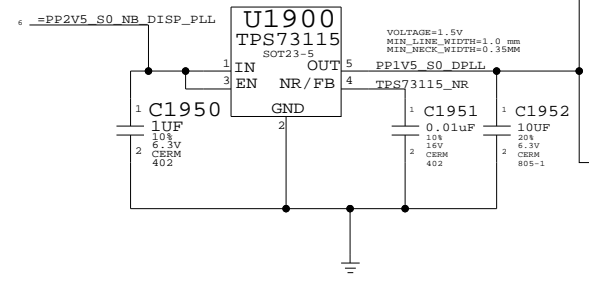 6 =PP2V5_S0_NB_DISP_PLL
U1900
TPS73115
SOT23-5
1 IN
OUT 5
3 EN
NR/FB 4
GND
2
VOLTAGE=1.5V
MIN_LINE_WIDTH=1.0 mm
MIN_NECK_WIDTH=0.35MM
PP1V5_S0_DPLL
TPS73115_NR
1 C1950
1UF
10%
6.3V
2 CERM
402
1 C1951
0.01uF
10%
16V
2 CERM
402
1 C1952
10UF
20%
6.3V
2 CERM
805-1